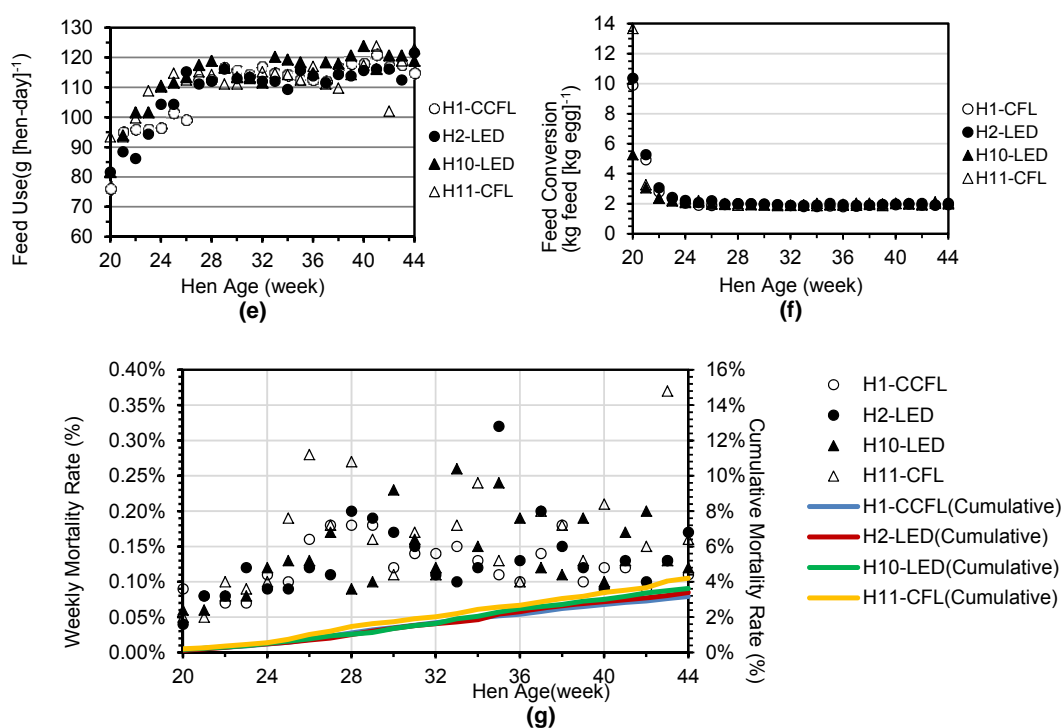 130
120
110
100
90
80
70
60
Feed Use(g [hen-day]-1)
20 24 28 32 36 40 44
Hen Age (week)
(e)
H1-CCFL
H2-LED
H10-LED
H11-CFL
14
12
10
8
6
4
2
0
Feed Conversion
(kg feed [kg egg]-1)
20 24 28 32 36 40 44
Hen Age (week)
(f)
H1-CFL
H2-LED
H10-LED
H11-CFL
0.40%
0.35%
0.30%
0.25%
0.20%
0.15%
0.10%
0.05%
0.00%
Weekly Mortality Rate (%)
16%
14%
12%
10%
8%
6%
4%
2%
0%
Cumulative Mortality Rate (%)
20 24 28 32 36 40 44
Hen Age(week)
(g)
H1-CCFL
H2-LED
H10-LED
H11-CFL
H1-CCFL(Cumulative)
H2-LED(Cumulative)
H10-LED(Cumulative)
H11-CFL(Cumulative)